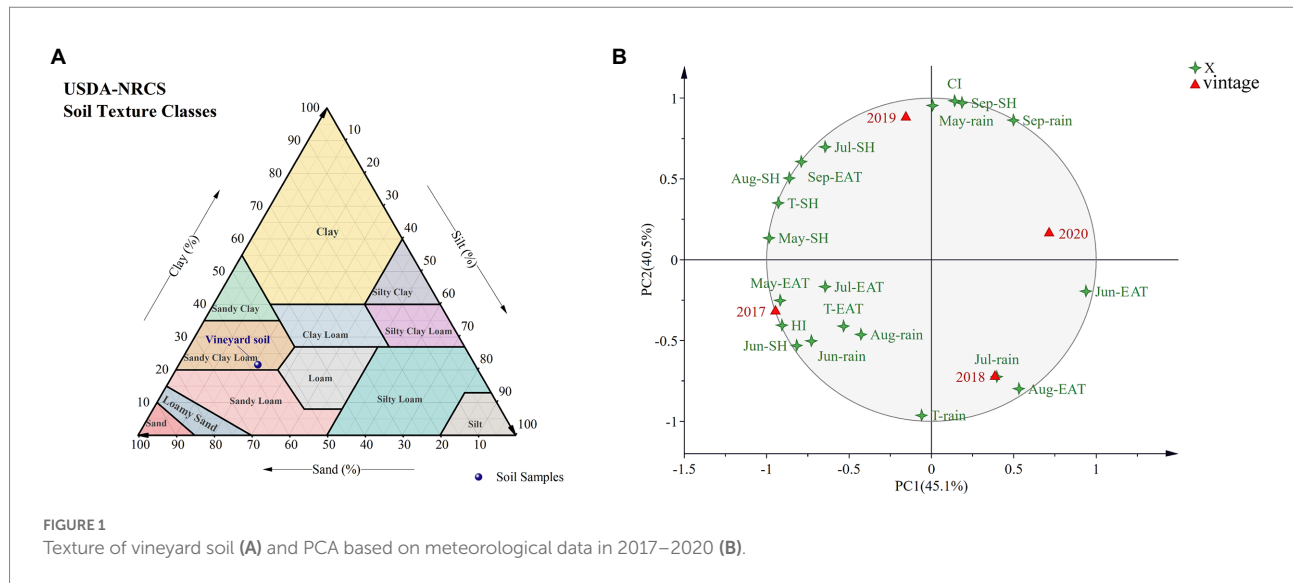 A
USDA-NRCS
Soil Texture Classes
100
90
80
70
60
50
40
30
20
10
10
20
30
40
50
60
70
80
90
100
100 90 80 70 60 50 40 30 20 10
Clay (%)
Silt (%)
Sand (%)
Clay
Silty Clay
Sandy Clay
Clay Loam
Silty Clay Loam
Vineyard soil
Sandy Clay Loam
Loam
Sandy Loam
Silty Loam
Loamy Sand
Sand
Silt
Soil Samples
B
X
vintage
PC2(40.5%)
1
0.5
0
-0.5
-1
-1.5 -1 -0.5 0 0.5 1
PC1(45.1%)
CI
Sep-SH
2019
May-rain
Sep-rain
Jul-SH
Sep-EAT
Aug-SH
T-SH
May-SH
2020
May-EAT
Jul-EAT
Jun-EAT
2017
T-EAT
HI
Aug-rain
Jun-SH
Jun-rain
Jul-rain
2018
Aug-EAT
T-rain
FIGURE 1
Texture of vineyard soil (A) and PCA based on meteorological data in 2017–2020 (B).